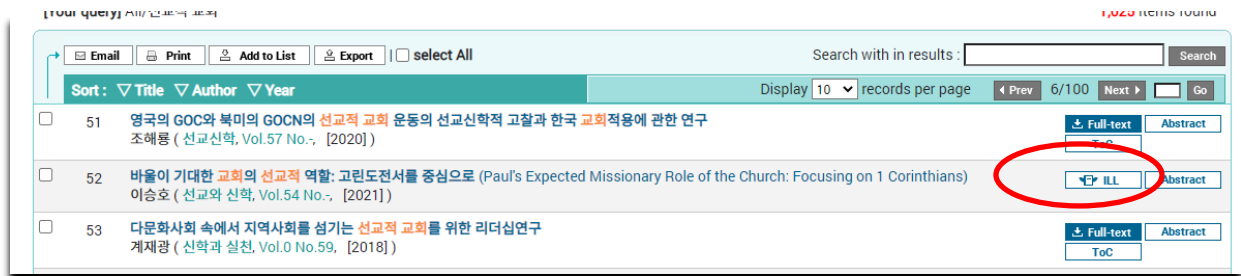 [Your query] All/선교적 교회 1,025 items found
Email Print Add to List Export | select All Search with in results : Search
Sort : ▽ Title ▽ Author ▽ Year Display 10 records per page Prev 6/100 Next Go
51 영국의 GOC와 북미의 GOCN의 선교적 교회 운동의 선교신학적 고찰과 한국 교회적용에 관한 연구 Full-text Abstract
조해룡 ( 선교신학, Vol.57 No.-, [2020] ) ToC
52 바울이 기대한 교회의 선교적 역할: 고린도전서를 중심으로 (Paul's Expected Missionary Role of the Church: Focusing on 1 Corinthians) ILL Abstract
이승호 ( 선교와 신학, Vol.54 No.-, [2021] )
53 다문화사회 속에서 지역사회를 섬기는 선교적 교회를 위한 리더십연구 Full-text Abstract
계재광 ( 신학과 실천, Vol.0 No.59, [2018] ) ToC